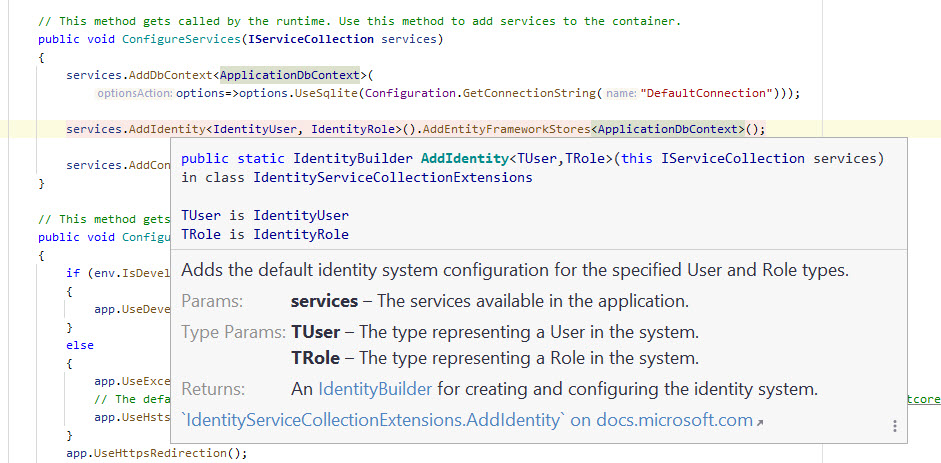 // This method gets called by the runtime. Use this method to add services to the container.
public void ConfigureServices(IServiceCollection services)
{
services.AddDbContext<ApplicationDbContext>(
optionsAction: options=>options.UseSqlite(Configuration.GetConnectionString( name: "DefaultConnection")));
services.AddIdentity<IdentityUser, IdentityRole>().AddEntityFrameworkStores<ApplicationDbContext>();
services.AddCon
}
// This method gets
public void Configu
{
if (env.IsDevel
{
app.UseDeve
}
else
{
app.UseExce
// The defa
app.UseHsts
}
app.UseHttpsRedirection();
public static IdentityBuilder AddIdentity<TUser,TRole>(this IServiceCollection services)
in class IdentityServiceCollectionExtensions
TUser is IdentityUser
TRole is IdentityRole
Adds the default identity system configuration for the specified User and Role types.
Params: services – The services available in the application.
Type Params: TUser – The type representing a User in the system.
TRole – The type representing a Role in the system.
Returns: An IdentityBuilder for creating and configuring the identity system.
`IdentityServiceCollectionExtensions.AddIdentity` on docs.microsoft.com
tcore